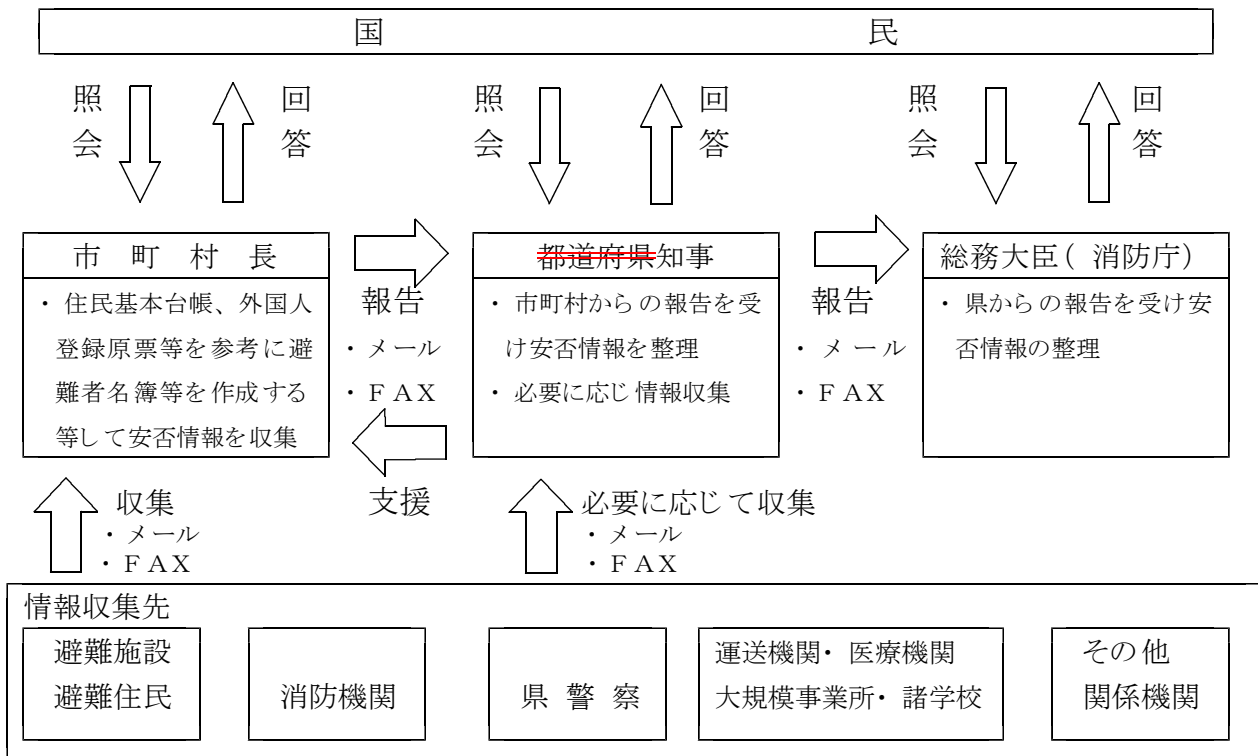 国 民
照会
回答
照会
回答
照会
回答
市 町 村 長
・住民基本台帳、外国人
登録原票等を参考に避
難者名簿等を作成する
等して安否情報を収集
報告
・メール
・FAX
支援
都道府県知事
・市町村からの報告を受
け安否情報を整理
・必要に応じ情報収集
報告
・メール
・FAX
総務大臣(消防庁)
・県からの報告を受け安
否情報の整理
収集
・メール
・FAX
必要に応じて収集
・メール
・FAX
情報収集先
避難施設
避難住民
消防機関
県 警 察
運送機関・医療機関
大規模事業所・諸学校
その他
関係機関